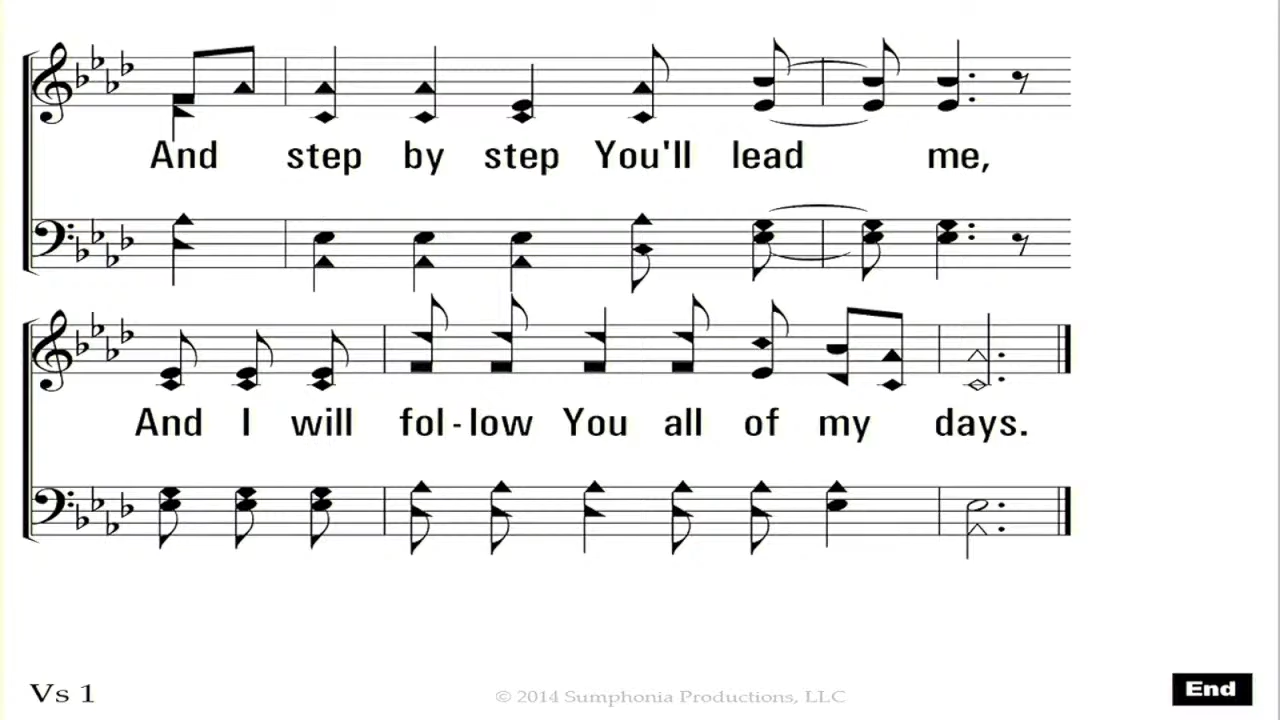 And step by step You'll lead me,
And I will fol-low You all of my days.
Vs 1
© 2014 Sumphonia Productions, LLC
End